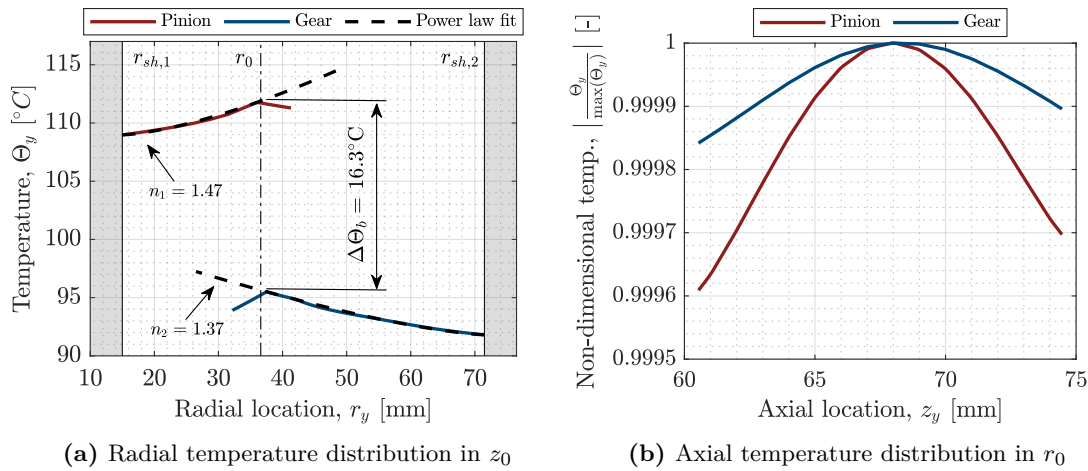 Pinion Gear Power law fit
r_{sh,1} r_0 r_{sh,2}
Temperature, Θ_y [°C]
115
110
105
100
95
90
n_1 = 1.47
ΔΘ_b = 16.3°C
n_2 = 1.37
10 20 30 40 50 60 70
Radial location, r_y [mm]
(a) Radial temperature distribution in z_0
Pinion Gear
Non-dimensional temp., |Θ_y / max(Θ_y)| [-]
1
0.9999
0.9998
0.9997
0.9996
0.9995
60 65 70 75
Axial location, z_y [mm]
(b) Axial temperature distribution in r_0